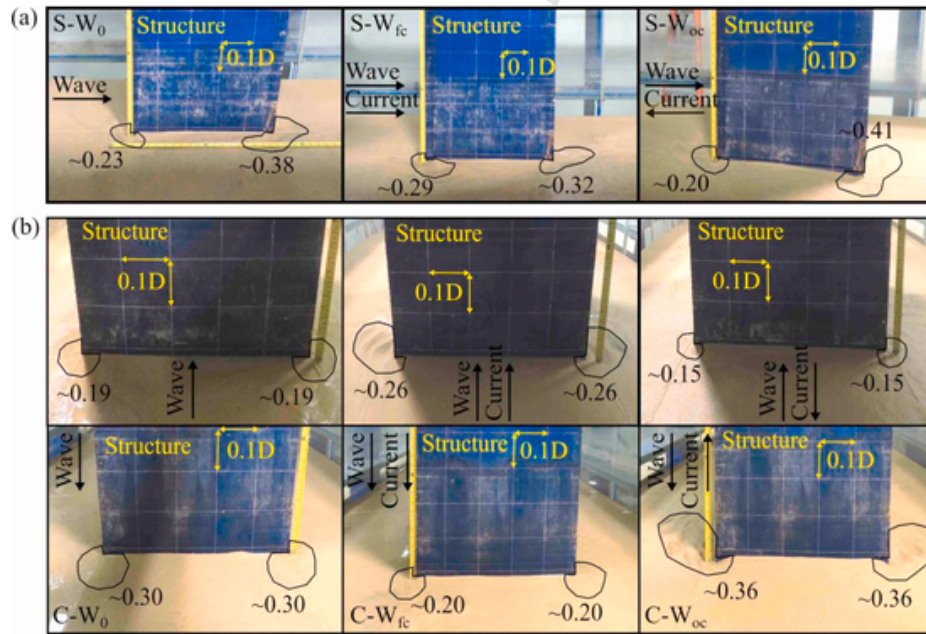 (a)
S-W0
Structure
0.1D
Wave
~0.23
~0.38
S-Wfc
Structure
0.1D
Wave
Current
~0.29
~0.32
S-Woc
Structure
0.1D
Wave
Current
~0.41
~0.20
(b)
Structure
0.1D
~0.19
Wave
~0.19
Structure
0.1D
~0.26
Wave
Current
~0.26
Structure
0.1D
~0.15
Wave
Current
~0.15
Wave
Structure
0.1D
~0.30
~0.30
C-W0
Wave
Current
Structure
0.1D
~0.20
~0.20
C-Wfc
Wave
Current
Structure
0.1D
~0.36
~0.36
C-Woc